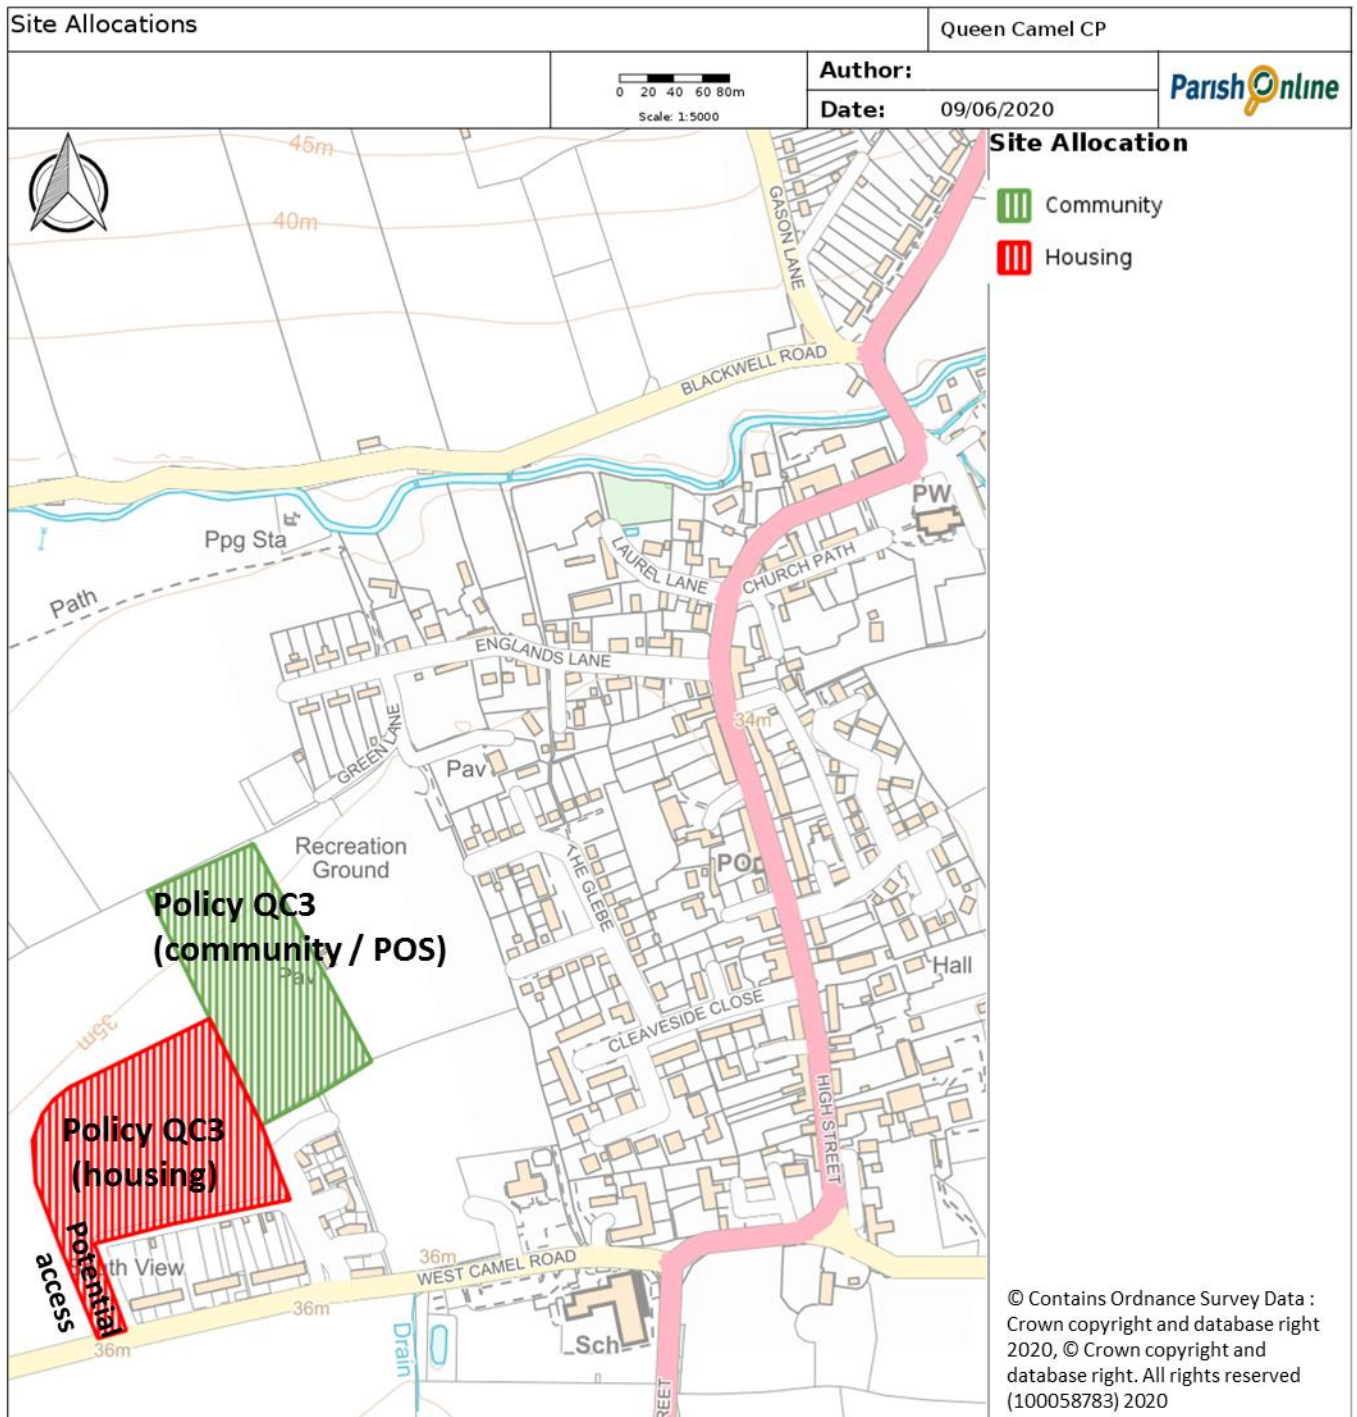 Site Allocations
Queen Camel CP
0 20 40 60 80m
Scale: 1:5000
Author:
Date: 09/06/2020
Parish Online
Site Allocation
Community
Housing
45m
40m
GASON LANE
BLACKWELL ROAD
PW
Ppg Sta
Path
LAUREL LANE
CHURCH PATH
ENGLANDS LANE
34m
GREEN LANE
Pav
Recreation
Ground
PO
THE GLEBE
Policy QC3
(community / POS)
Pav
Hall
35m
CLEAVESIDE CLOSE
HIGH STREET
Policy QC3
(housing)
Potential
access
South View
36m
WEST CAMEL ROAD
36m
36m
Drain
Sch
© Contains Ordnance Survey Data :
Crown copyright and database right
2020, © Crown copyright and
database right. All rights reserved
(100058783) 2020